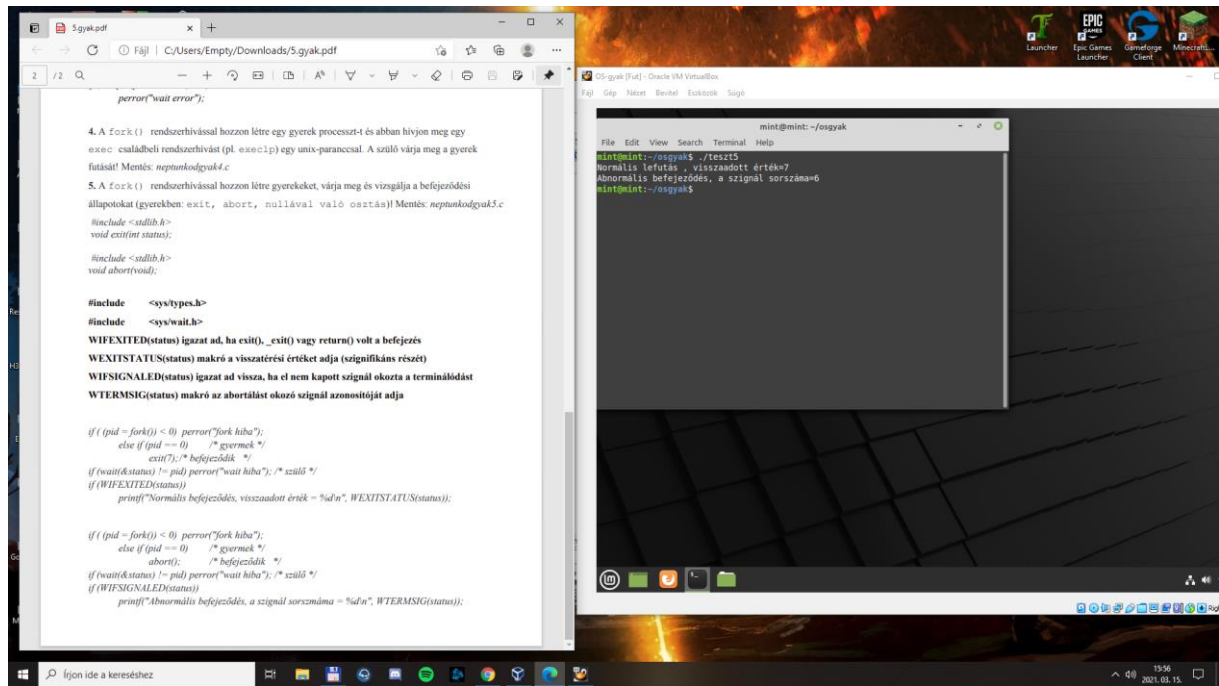 5.gyak.pdf
Fájl
C:/Users/Empty/Downloads/5.gyak.pdf
2 /2
perror("wait error");
4. A fork() rendszerhívással hozzon létre egy gyerek processzt-t és abban hívjon meg egy
exec családbeli rendszerhívást (pl. execlp) egy unix-paranccsal. A szülő várja meg a gyerek
futását! Mentés: neptunkodgyak4.c
5. A fork() rendszerhívással hozzon létre gyerekeket, várja meg és vizsgálja a befejeződési
állapotokat (gyerekben: exit, abort, nullával való osztás)! Mentés: neptunkodgyak5.c
#include <stdlib.h>
void exit(int status);
#include <stdlib.h>
void abort(void);
#include <sys/types.h>
#include <sys/wait.h>
WIFEXITED(status) igazat ad, ha exit(), _exit() vagy return() volt a befejezés
WEXITSTATUS(status) makró a visszatérési értéket adja (szignifikáns részét)
WIFSIGNALED(status) igazat ad vissza, ha el nem kapott szignál okozta a terminálódást
WTERMSIG(status) makró az abortálást okozó szignál azonosítóját adja
if ( (pid = fork()) < 0) perror("fork hiba");
else if (pid == 0) /* gyermek */
exit(7);/* befejeződik */
if (wait(&status) != pid) perror("wait hiba"); /* szülő */
if (WIFEXITED(status))
printf("Normális befejeződés, visszaadott érték = %d\n", WEXITSTATUS(status));
if ( (pid = fork()) < 0) perror("fork hiba");
else if (pid == 0) /* gyermek */
abort(); /* befejeződik */
if (wait(&status) != pid) perror("wait hiba"); /* szülő */
if (WIFSIGNALED(status))
printf("Abnormális befejeződés, a szignál sorszmáma = %d\n", WTERMSIG(status));
Launcher
Epic Games Launcher
Gameforge Client
Minecraft L...
OS-gyak [Fut] - Oracle VM VirtualBox
Fájl Gép Nézet Bevitel Eszközök Súgó
mint@mint: ~/osgyak
File Edit View Search Terminal Help
mint@mint:~/osgyak$ ./teszt5
Normális lefutás , visszaadott érték=7
Abnormális befejeződés, a szignál sorszáma=6
mint@mint:~/osgyak$
Írjon ide a kereséshez
15:56
2021. 03. 15.